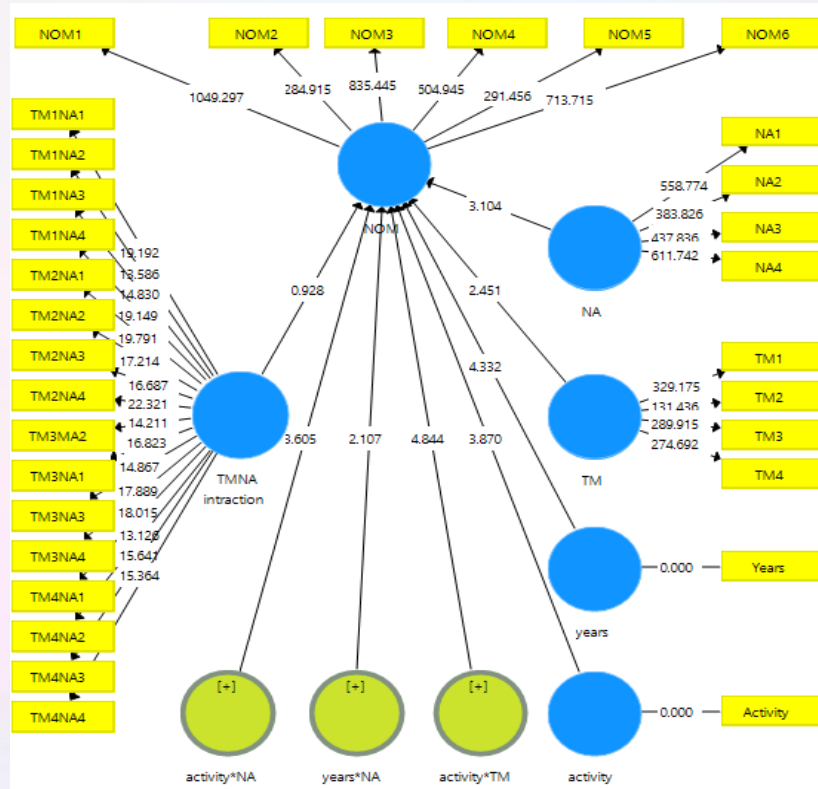 NOM1
NOM2
NOM3
NOM4
NOM5
NOM6
1049.297
284.915
835.445
504.945
291.456
713.715
TM1NA1
TM1NA2
TM1NA3
TM1NA4
TM2NA1
TM2NA2
TM2NA3
TM2NA4
TM3MA2
TM3NA1
TM3NA3
TM3NA4
TM4NA1
TM4NA2
TM4NA3
TM4NA4
19.192
13.586
14.830
19.149
19.791
17.214
16.687
22.321
14.211
16.823
14.867
17.889
18.015
13.126
15.641
15.364
TMNA
intraction
NOM
0.928
3.605
2.107
4.844
3.870
4.332
2.451
3.104
NA
558.774
383.826
437.836
611.742
NA1
NA2
NA3
NA4
TM
329.175
131.436
289.915
274.692
TM1
TM2
TM3
TM4
years
0.000
Years
activity
0.000
Activity
[+]
[+]
[+]
activity*NA
years*NA
activity*TM